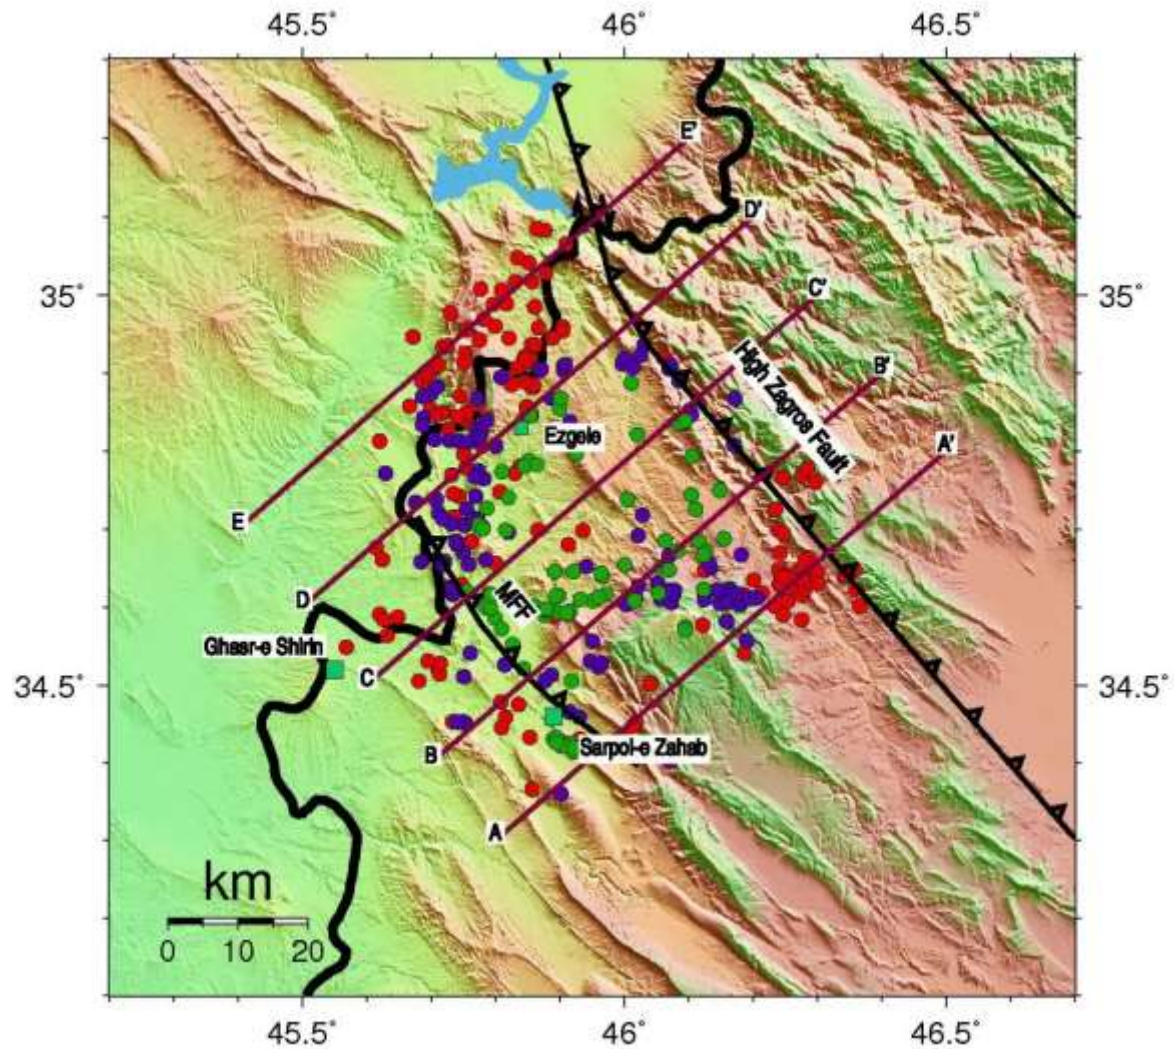 45.5° 46° 46.5°
E'
D'
35° 35°
C'
High Zagros Fault
B'
Ezgele
A'
E
D
MFF
Ghasr-e Shirin
34.5° 34.5°
C
B
Sarpol-e Zahab
A
km
0 10 20
45.5° 46° 46.5°